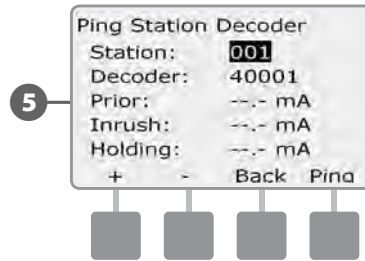 Ping Station Decoder
Station: 001
Decoder: 40001
5
Prior: --.- mA
Inrush: --.- mA
Holding: --.- mA
+ - Back Ping